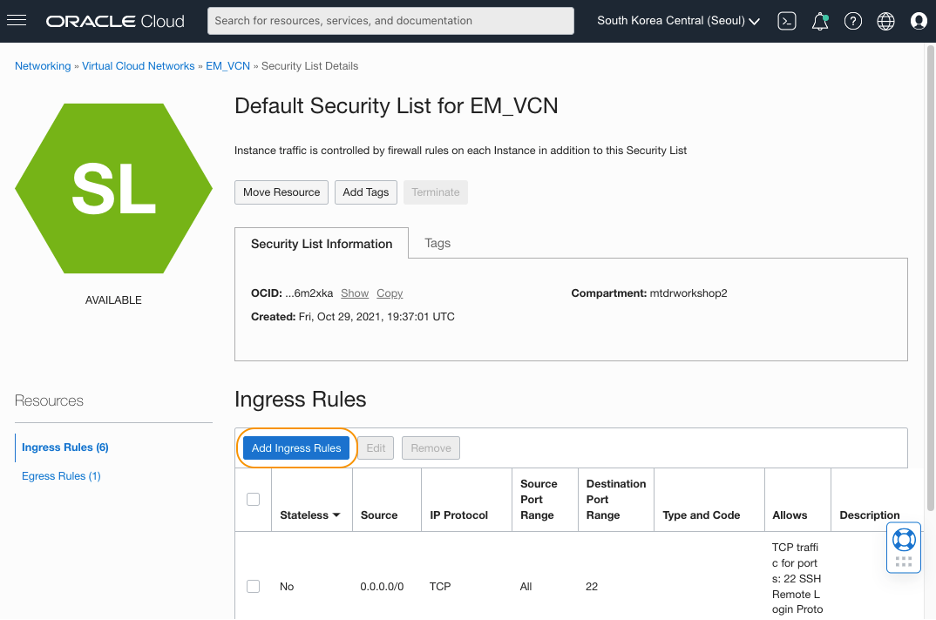 ORACLE Cloud
Search for resources, services, and documentation
South Korea Central (Seoul)
Networking » Virtual Cloud Networks » EM_VCN » Security List Details
SL
AVAILABLE
Default Security List for EM_VCN
Instance traffic is controlled by firewall rules on each Instance in addition to this Security List
Move Resource
Add Tags
Terminate
Security List Information
Tags
OCID: ...6m2xka Show Copy
Compartment: mtdrworkshop2
Created: Fri, Oct 29, 2021, 19:37:01 UTC
Resources
Ingress Rules (6)
Egress Rules (1)
Ingress Rules
Add Ingress Rules
Edit
Remove
Stateless
Source
IP Protocol
Source
Port
Range
Destination
Port
Range
Type and Code
Allows
Description
No
0.0.0.0/0
TCP
All
22
TCP traffi
c for port
s: 22 SSH
Remote L
ogin Proto